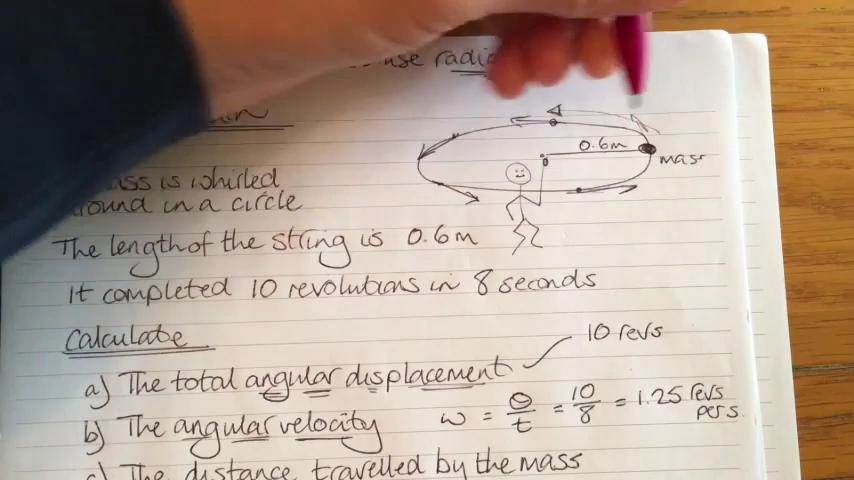 use radi
0.6m
mass
ass is whirled
round in a circle
The length of the string is 0.6m
It completed 10 revolutions in 8 seconds
Calculate
10 revs
a) The total angular displacement
b) The angular velocity ω = θ/t = 10/8 = 1.25 revs per s.
c) The distance travelled by the mass